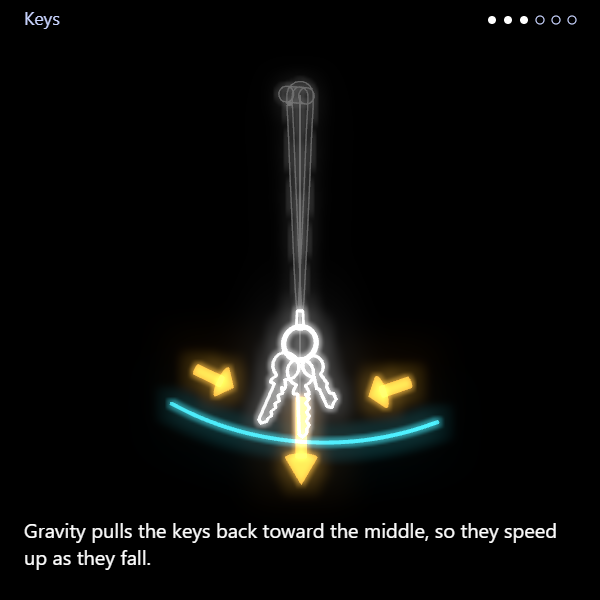 Keys
Gravity pulls the keys back toward the middle, so they speed
up as they fall.